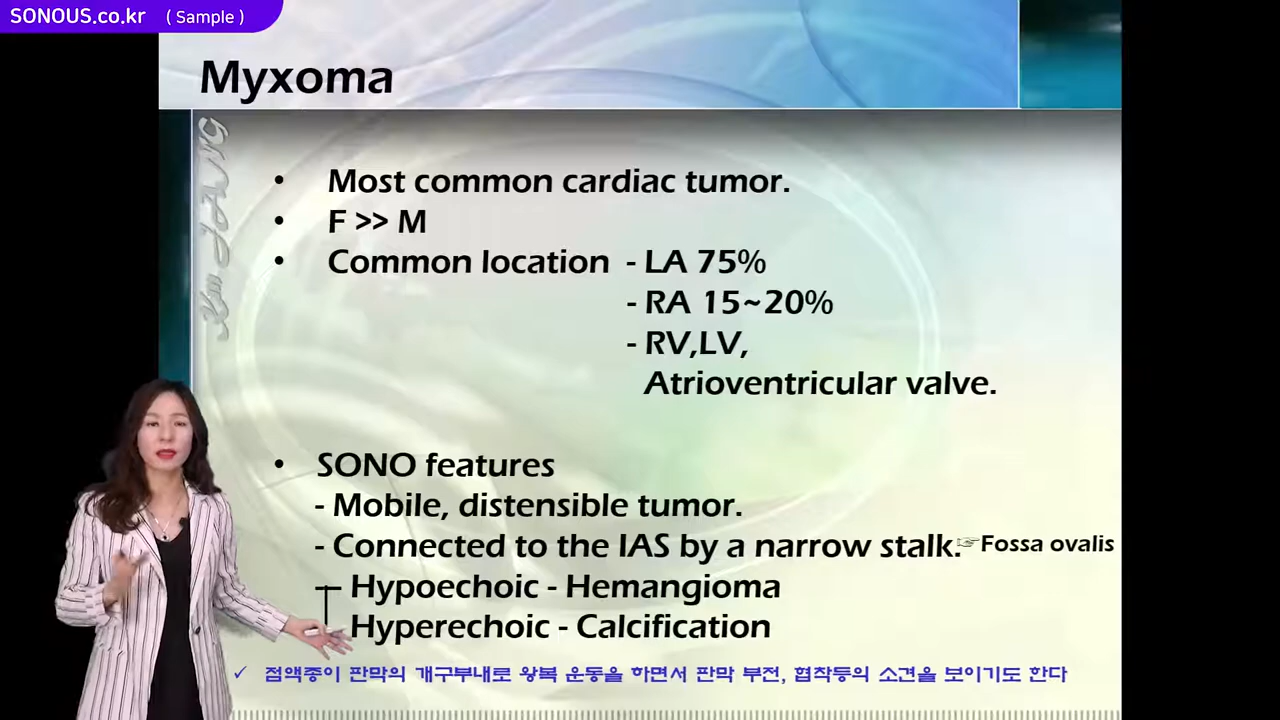 SONOUS.co.kr ( Sample )
Myxoma
• Most common cardiac tumor.
• F >> M
• Common location - LA 75%
- RA 15~20%
- RV,LV,
Atrioventricular valve.
• SONO features
- Mobile, distensible tumor.
- Connected to the IAS by a narrow stalk.☞Fossa ovalis
Hypoechoic - Hemangioma
Hyperechoic - Calcification
✓ 점액종이 판막의 개구부내로 왕복 운동을 하면서 판막 부전, 협착등의 소견을 보이기도 한다